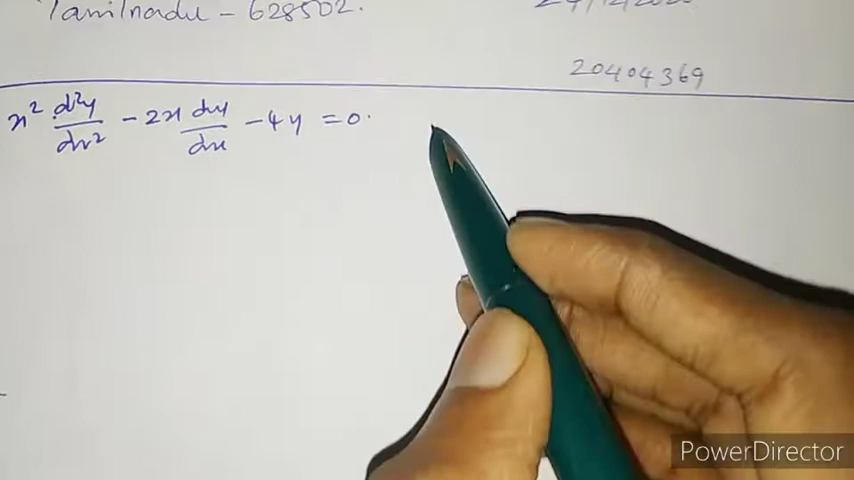 Tamilnadu - 628502.
20404369
x² d²y/dx² - 2x dy/dx - 4y = 0.
PowerDirector